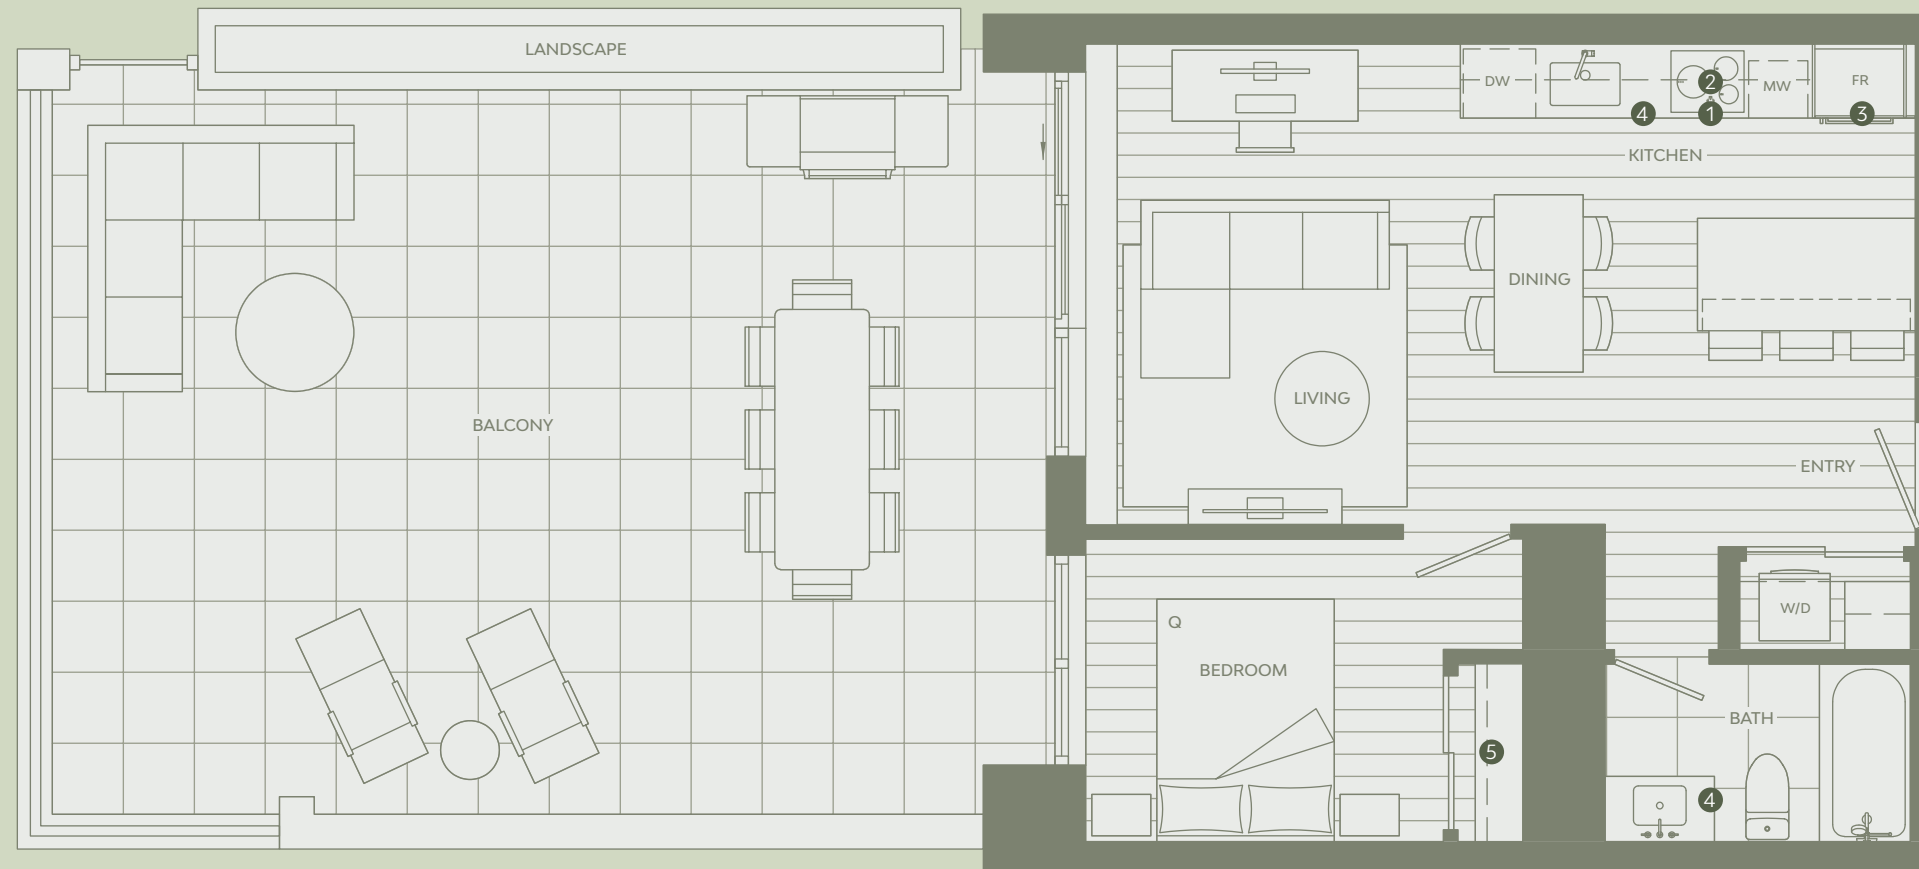 LANDSCAPE
DW
2
MW
FR
4
1
3
KITCHEN
DINING
LIVING
BALCONY
ENTRY
W/D
Q
BEDROOM
BATH
5
4